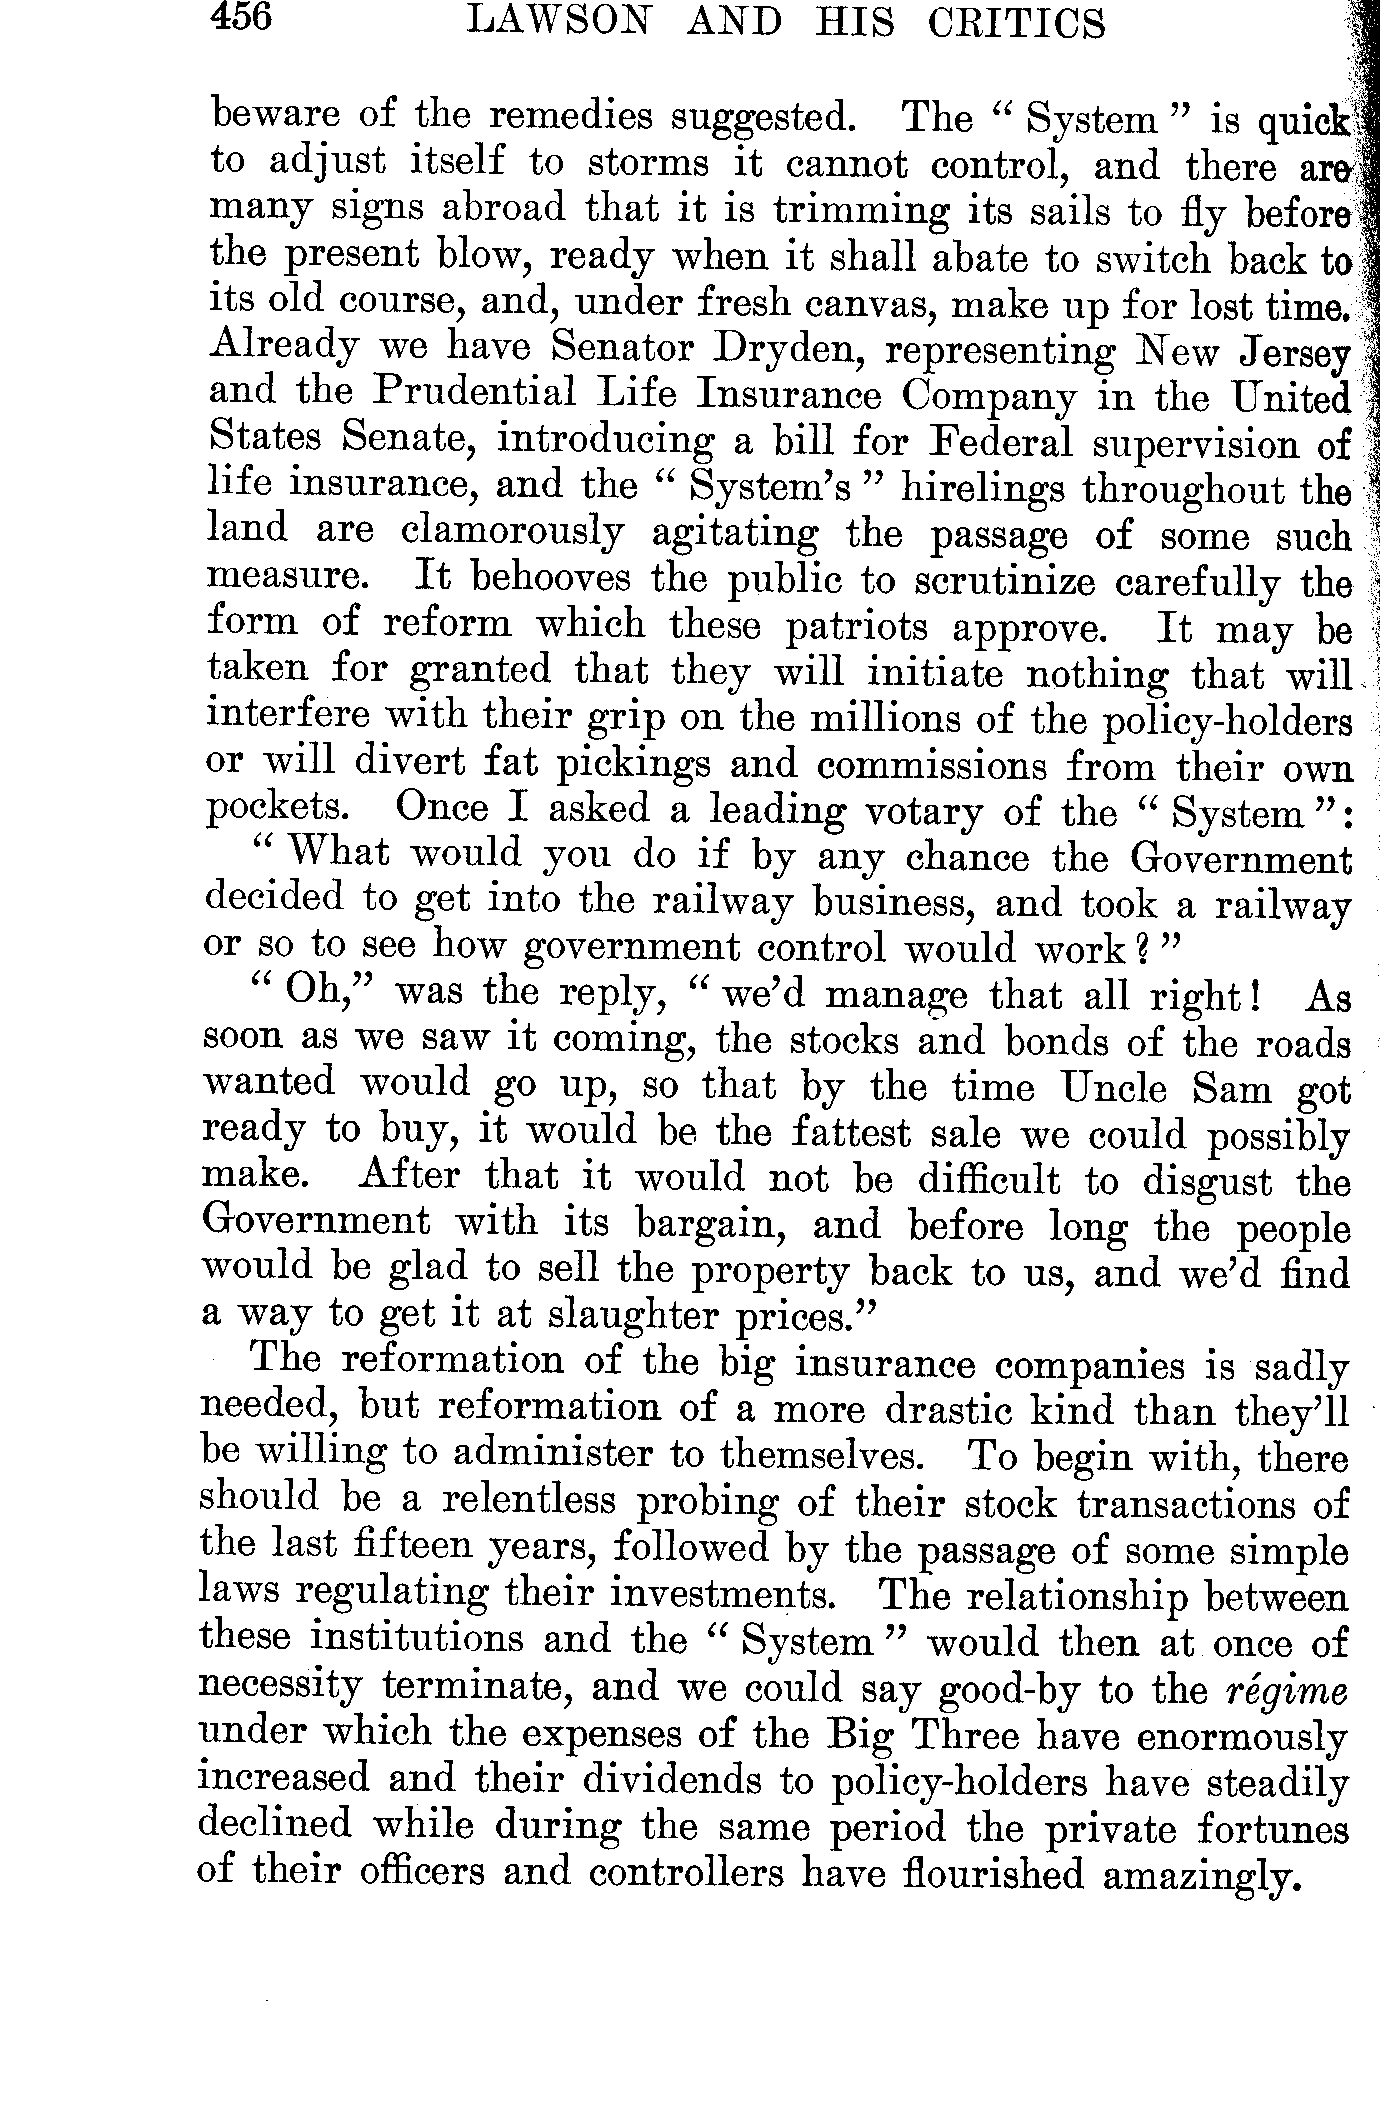 456 LAWSON AND HIS CRITICS
beware of the remedies suggested. The “ System ” is quick
to adjust itself to storms it cannot control, and there are
many signs abroad that it is trimming its sails to fly before
the present blow, ready when it shall abate to switch back to
its old course, and, under fresh canvas, make up for lost time.
Already we have Senator Dryden, representing New Jersey
and the Prudential Life Insurance Company in the United
States Senate, introducing a bill for Federal supervision of
life insurance, and the “ System’s ” hirelings throughout the
land are clamorously agitating the passage of some such
measure. It behooves the public to scrutinize carefully the
form of reform which these patriots approve. It may be
taken for granted that they will initiate nothing that will
interfere with their grip on the millions of the policy-holders
or will divert fat pickings and commissions from their own
pockets. Once I asked a leading votary of the “ System ”:
“ What would you do if by any chance the Government
decided to get into the railway business, and took a railway
or so to see how government control would work? ”
“ Oh,” was the reply, “ we’d manage that all right! As
soon as we saw it coming, the stocks and bonds of the roads
wanted would go up, so that by the time Uncle Sam got
ready to buy, it would be the fattest sale we could possibly
make. After that it would not be difficult to disgust the
Government with its bargain, and before long the people
would be glad to sell the property back to us, and we’d find
a way to get it at slaughter prices.”
The reformation of the big insurance companies is sadly
needed, but reformation of a more drastic kind than they’ll
be willing to administer to themselves. To begin with, there
should be a relentless probing of their stock transactions of
the last fifteen years, followed by the passage of some simple
laws regulating their investments. The relationship between
these institutions and the “ System ” would then at once of
necessity terminate, and we could say good-by to the régime
under which the expenses of the Big Three have enormously
increased and their dividends to policy-holders have steadily
declined while during the same period the private fortunes
of their officers and controllers have flourished amazingly.